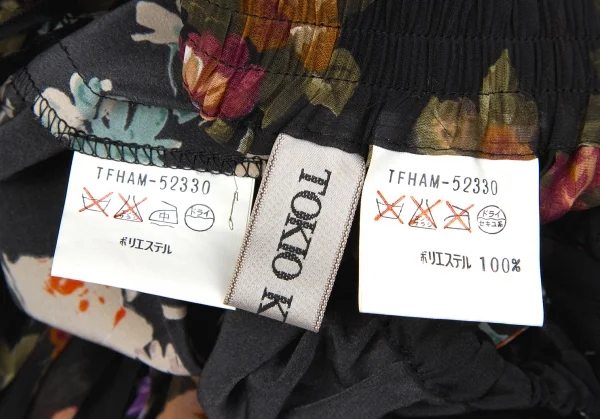 TFHAM-52330
中 ドライ
ポリエステル
TOKIO K
TFHAM-52330
ドライ
セキユ系
ポリエステル 100%